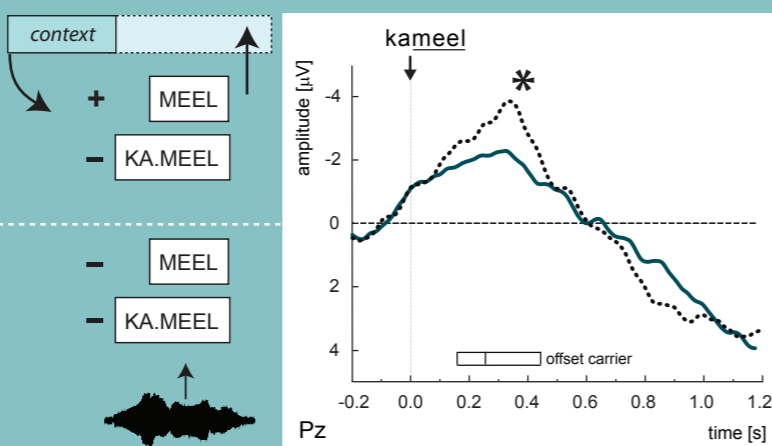 context
+ MEEL
- KA.MEEL
- MEEL
- KA.MEEL
kameel
*
amplitude [µV]
-4
-2
0
2
4
offset carrier
-0.2 0.0 0.2 0.4 0.6 0.8 1.0 1.2
Pz
time [s]